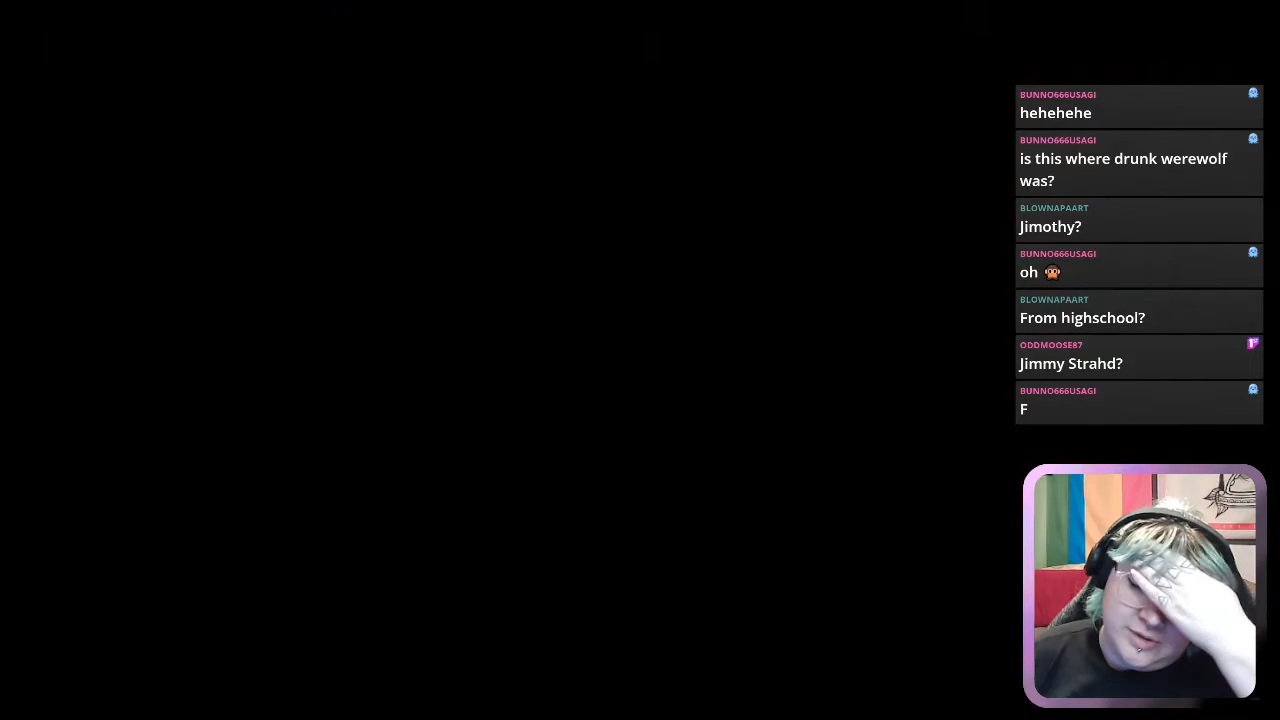 BUNNO666USAGI
hehehehe
BUNNO666USAGI
is this where drunk werewolf
was?
BLOWNAPAART
Jimothy?
BUNNO666USAGI
oh
BLOWNAPAART
From highschool?
ODDMOOSE87
Jimmy Strahd?
BUNNO666USAGI
F